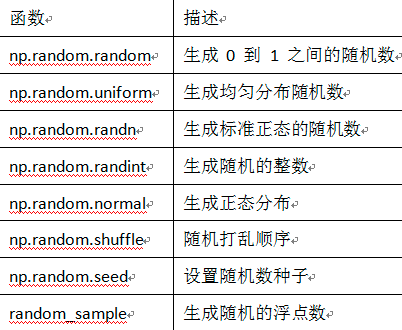 函数 描述
np.random.random 生成 0 到 1 之间的随机数
np.random.uniform 生成均匀分布随机数
np.random.randn 生成标准正态的随机数
np.random.randint 生成随机的整数
np.random.normal 生成正态分布
np.random.shuffle 随机打乱顺序
np.random.seed 设置随机数种子
random_sample 生成随机的浮点数